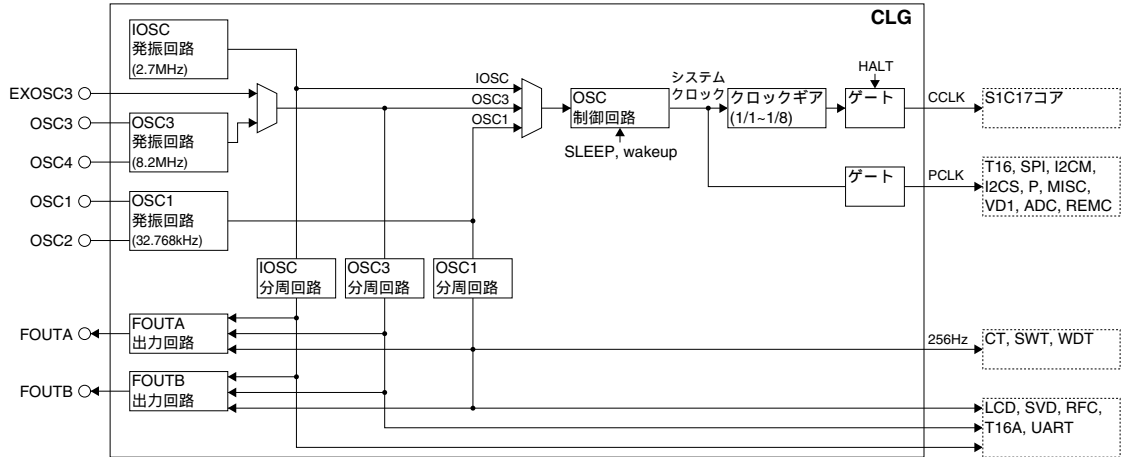 CLG
IOSC
発振回路
(2.7MHz)
EXOSC3
OSC3
OSC4
OSC3
発振回路
(8.2MHz)
OSC1
OSC2
OSC1
発振回路
(32.768kHz)
IOSC
OSC3
OSC1
OSC
制御回路
SLEEP, wakeup
システム
クロック
クロックギア
(1/1~1/8)
HALT
ゲート
CCLK
S1C17コア
ゲート
PCLK
T16, SPI, I2CM,
I2CS, P, MISC,
VD1, ADC, REMC
IOSC
分周回路
OSC3
分周回路
OSC1
分周回路
FOUTA
FOUTA
出力回路
256Hz
CT, SWT, WDT
FOUTB
FOUTB
出力回路
LCD, SVD, RFC,
T16A, UART